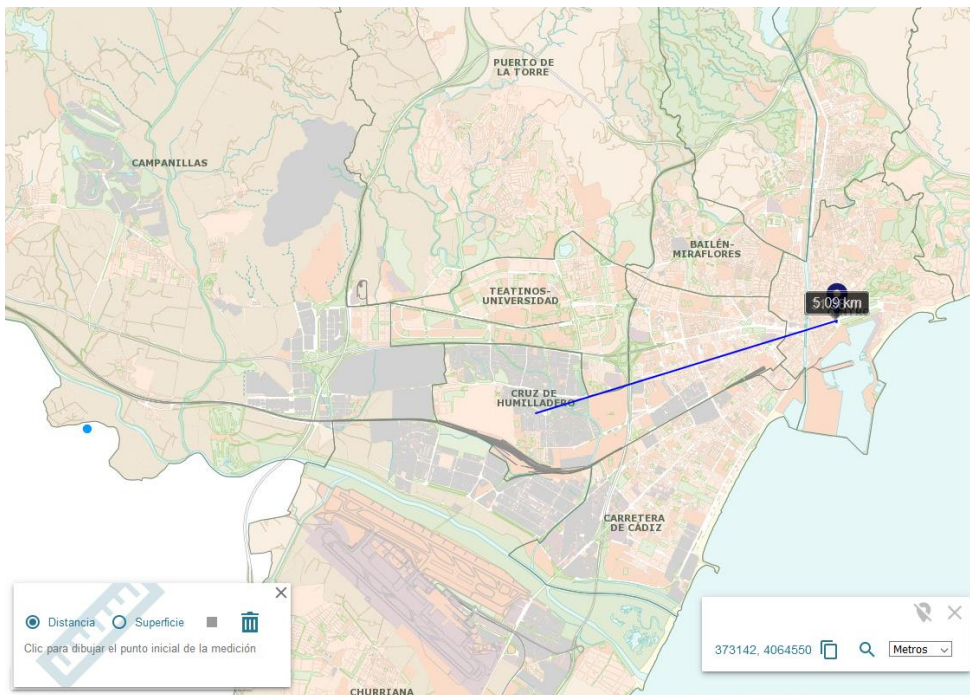 PUERTO DE
LA TORRE
CAMPANILLAS
BAILÉN-
MIRAFLORES
TEATINOS-
UNIVERSIDAD
5.09 km
CRUZ DE
HUMILLADERO
CARRETERA
DE CÁDIZ
Distancia
Superficie
Clic para dibujar el punto inicial de la medición
373142, 4064550
Metros
CHURRIANA